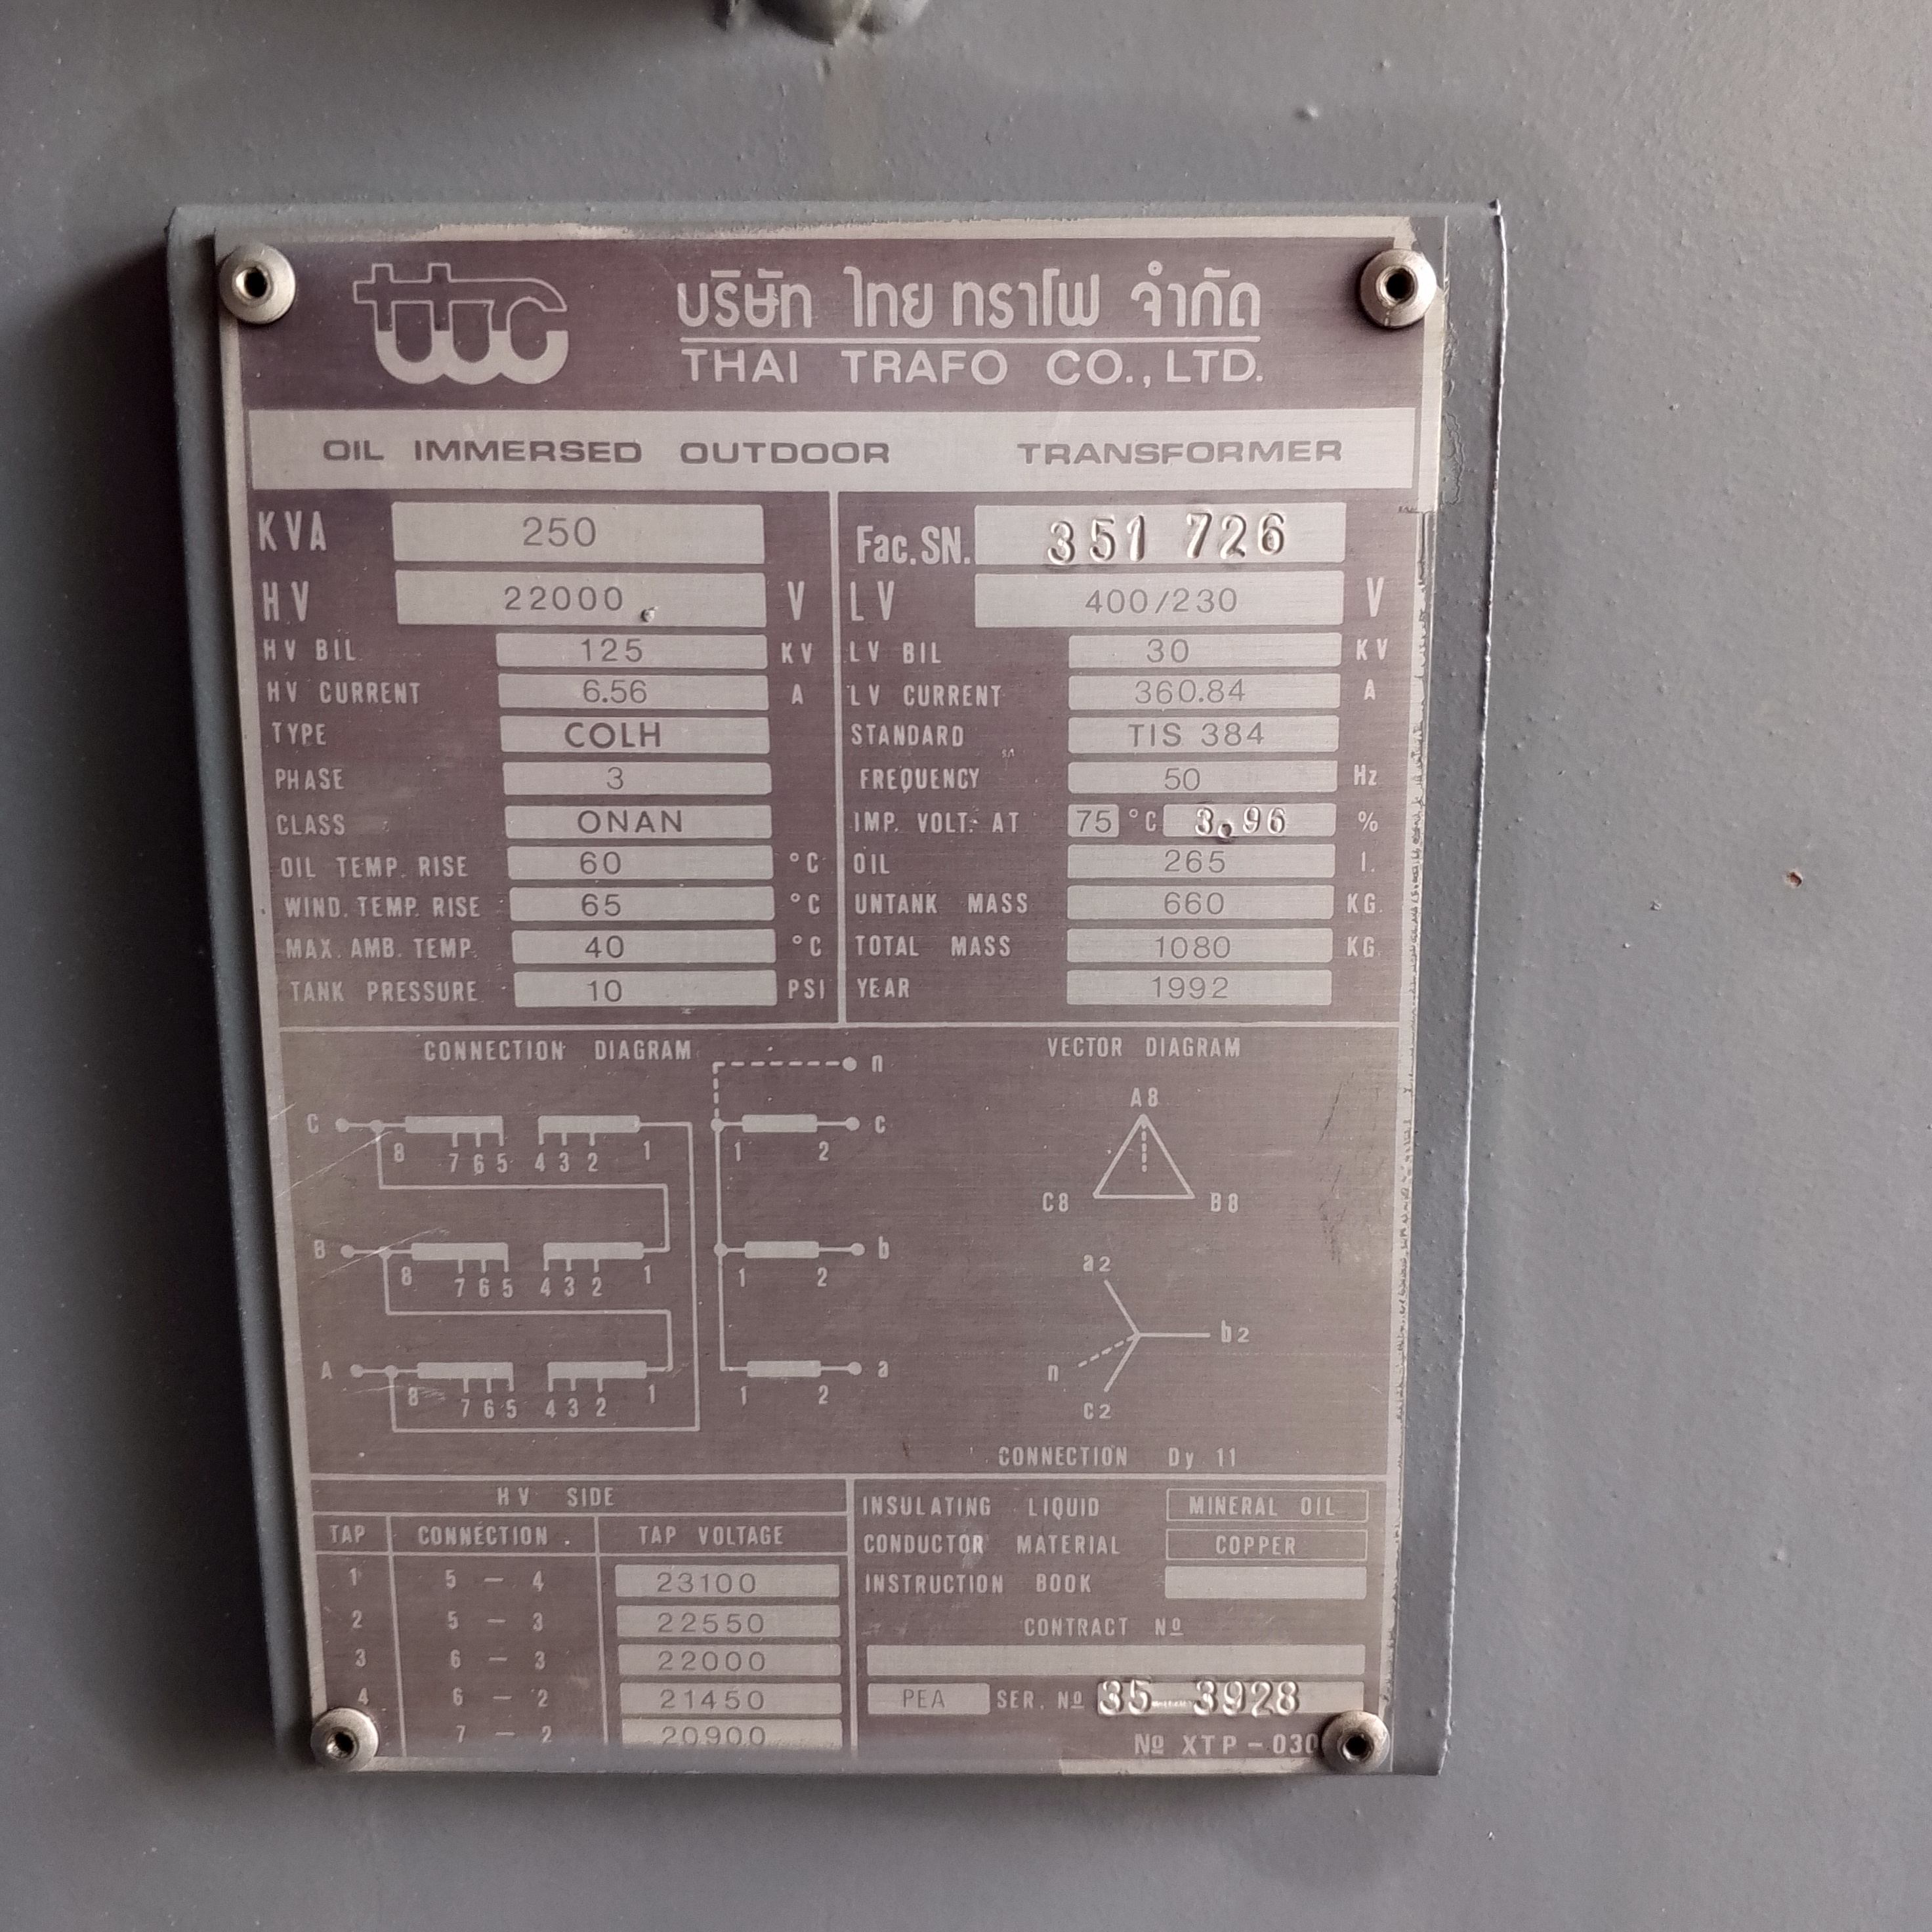 ttc บริษัท ไทย ทราโฟ จำกัด
THAI TRAFO CO., LTD.
OIL IMMERSED OUTDOOR TRANSFORMER
KVA 250 Fac. SN. 351 726
HV 22000 V LV 400/230 V
HV BIL 125 KV LV BIL 30 KV
HV CURRENT 6.56 A LV CURRENT 360.84 A
TYPE COLH STANDARD TIS 384
PHASE 3 FREQUENCY 50 Hz
CLASS ONAN IMP. VOLT. AT 75 °C 3.96 %
OIL TEMP. RISE 60 °C OIL 265 l.
WIND. TEMP. RISE 65 °C UNTANK MASS 660 KG.
MAX. AMB. TEMP. 40 °C TOTAL MASS 1080 KG
TANK PRESSURE 10 PSI YEAR 1992
CONNECTION DIAGRAM
n
C c
8 7 6 5 4 3 2 1 1 2
B b
8 7 6 5 4 3 2 1 1 2
A a
8 7 6 5 4 3 2 1 1 2
VECTOR DIAGRAM
A8
C8 B8
a2
b2
n
c2
CONNECTION Dy 11
HV SIDE
TAP CONNECTION TAP VOLTAGE
1 5 – 4 23100
2 5 – 3 22550
3 6 – 3 22000
4 6 – 2 21450
7 – 2 20900
INSULATING LIQUID MINERAL OIL
CONDUCTOR MATERIAL COPPER
INSTRUCTION BOOK
CONTRACT Nº
PEA SER. Nº 35-3928
Nº XTP-030